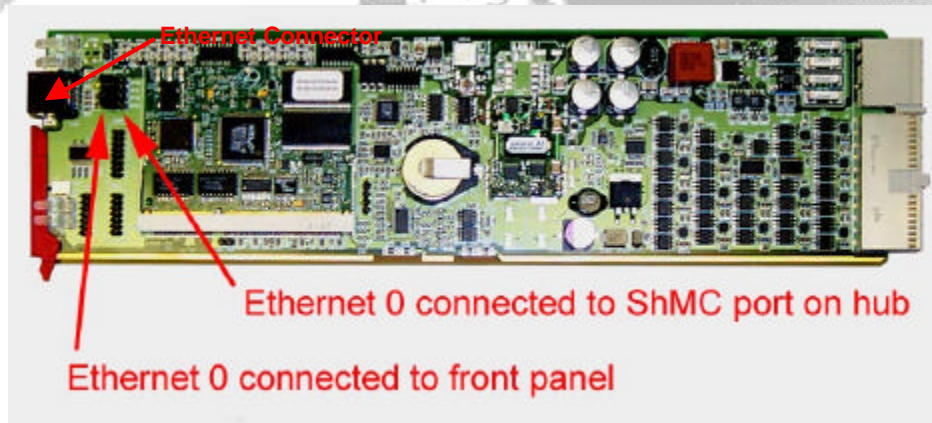 Ethernet Connector
Ethernet 0 connected to ShMC port on hub
Ethernet 0 connected to front panel